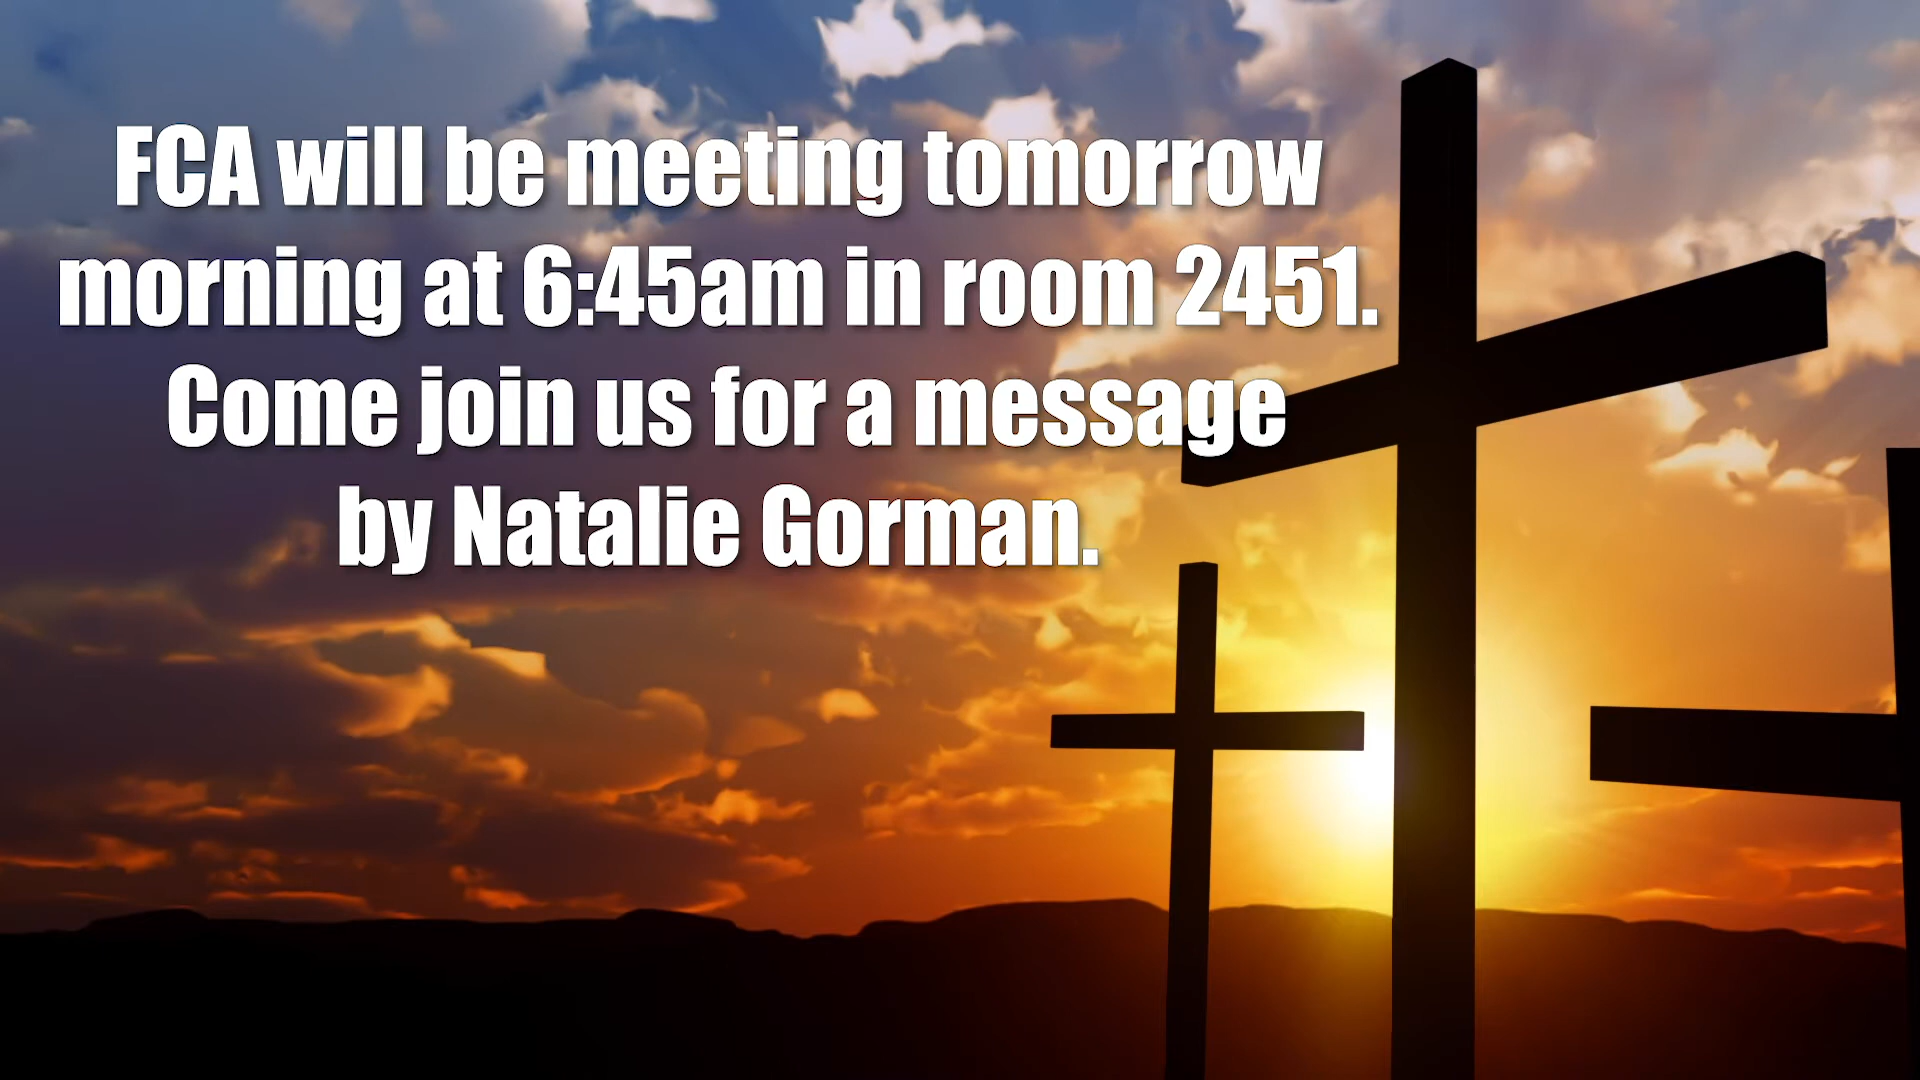 FCA will be meeting tomorrow
morning at 6:45am in room 2451.
Come join us for a message
by Natalie Gorman.